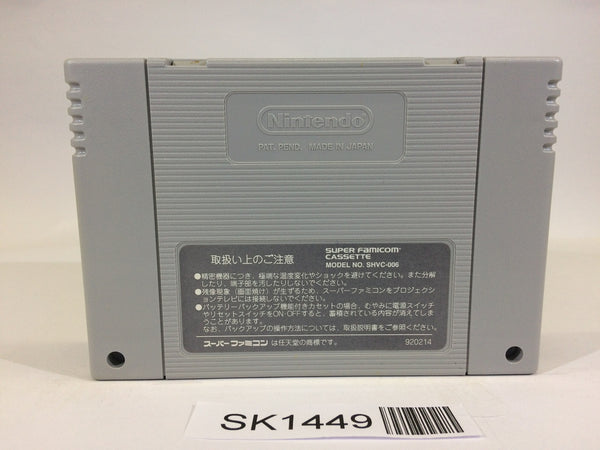 Nintendo
PAT. PEND. MADE IN JAPAN
取扱い上のご注意
SUPER FAMICOM
CASSETTE
MODEL NO. SHVC-006
●精密機器につき、極端な温度変化やショックを避けてください。また分解
したり、端子部を汚したりしないでください。
●残像現象（画面焼け）が生ずるため、スーパーファミコンをプロジェクシ
ョンテレビには接続しないでください。
●バッテリーバックアップ機能付きカセットの場合、むやみに電源スイッチ
やリセットスイッチをON-OFFすると、蓄積されている内容が消えてしま
うことがあります。
なお、バックアップの操作方法については、取扱説明書をご参照ください。
スーパーファミコン は任天堂の商標です。
920214
SK1449